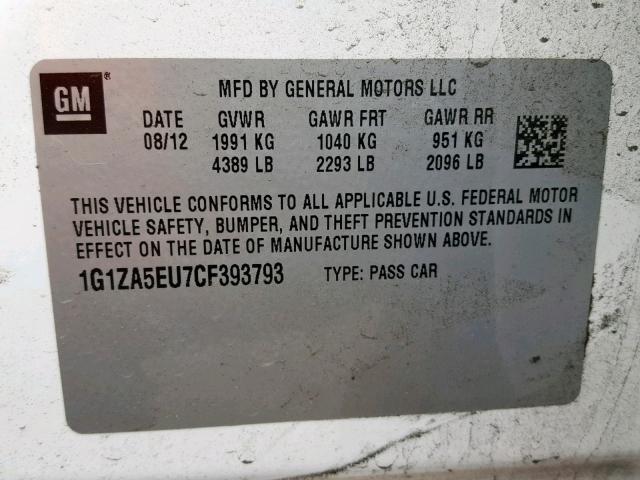 GM®
MFD BY GENERAL MOTORS LLC
DATE GVWR GAWR FRT GAWR RR
08/12 1991 KG 1040 KG 951 KG
4389 LB 2293 LB 2096 LB
THIS VEHICLE CONFORMS TO ALL APPLICABLE U.S. FEDERAL MOTOR
VEHICLE SAFETY, BUMPER, AND THEFT PREVENTION STANDARDS IN
EFFECT ON THE DATE OF MANUFACTURE SHOWN ABOVE.
1G1ZA5EU7CF393793 TYPE: PASS CAR